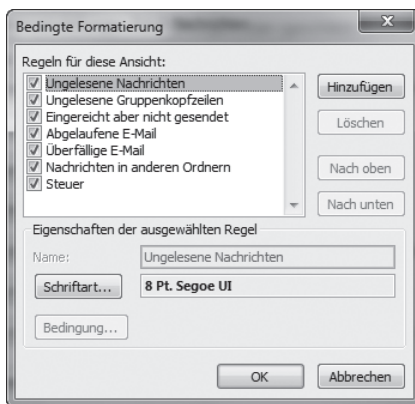 Bedingte Formatierung
Regeln für diese Ansicht:
Ungelesene Nachrichten
Ungelesene Gruppenkopfzeilen
Eingereicht aber nicht gesendet
Abgelaufene E-Mail
Überfällige E-Mail
Nachrichten in anderen Ordnern
Steuer
Hinzufügen
Löschen
Nach oben
Nach unten
Eigenschaften der ausgewählten Regel
Name: Ungelesene Nachrichten
Schriftart... 8 Pt. Segoe UI
Bedingung...
OK Abbrechen